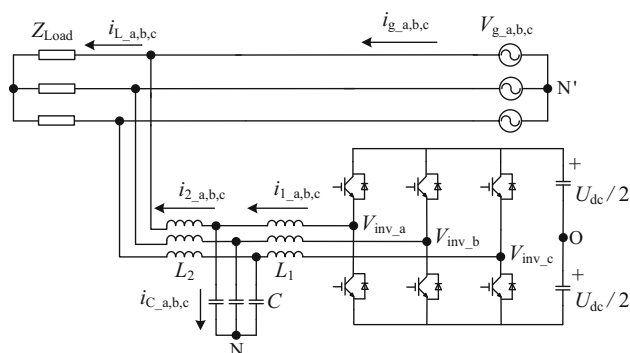 Z_Load
i_L_a,b,c
i_g_a,b,c
V_g_a,b,c
N'
i_2_a,b,c
i_1_a,b,c
+
U_dc/2
V_inv_a
V_inv_b
O
V_inv_c
L_2
L_1
+
U_dc/2
i_C_a,b,c
C
N